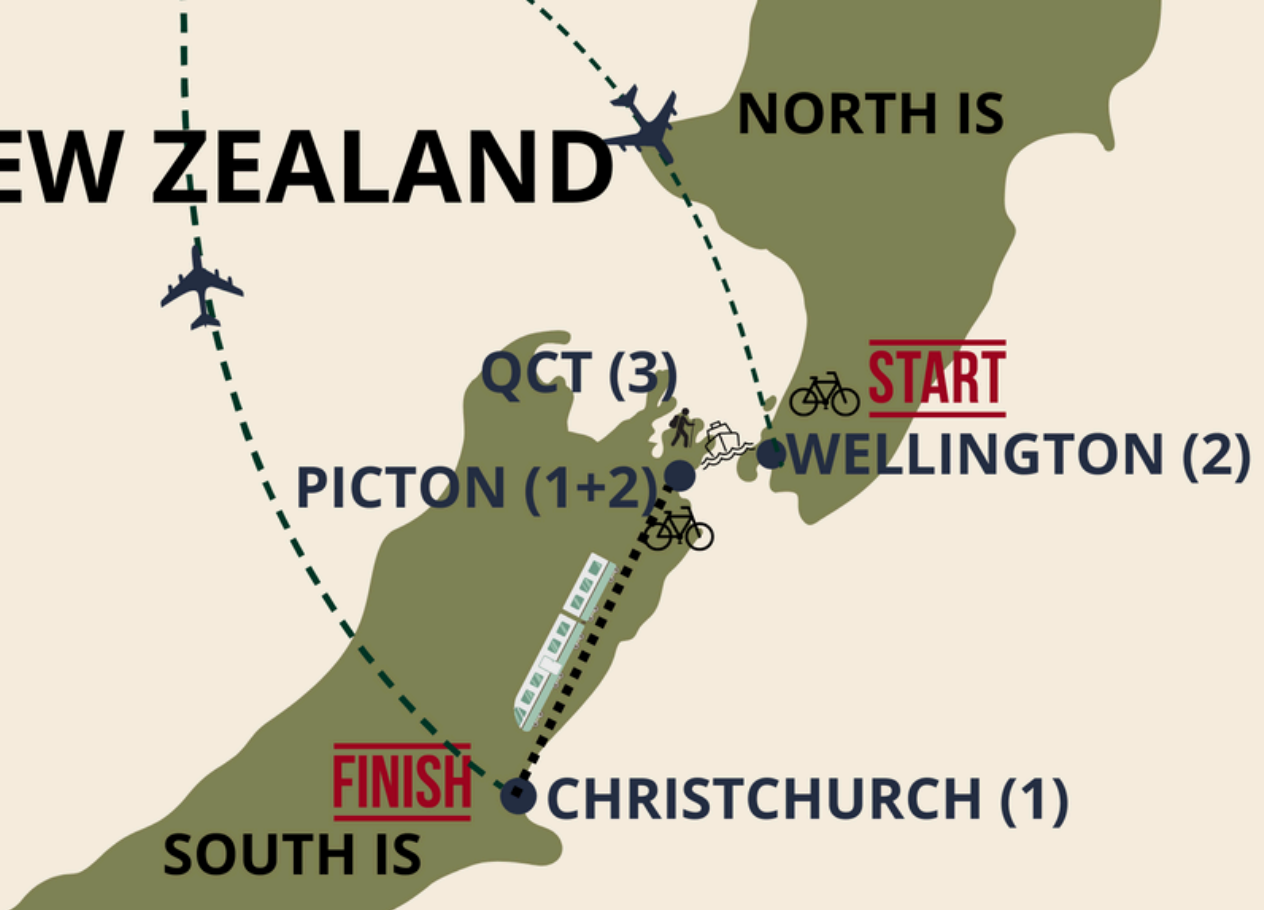 NORTH IS
EW ZEALAND
START
QCT (3)
WELLINGTON (2)
PICTON (1+2)
FINISH
CHRISTCHURCH (1)
SOUTH IS